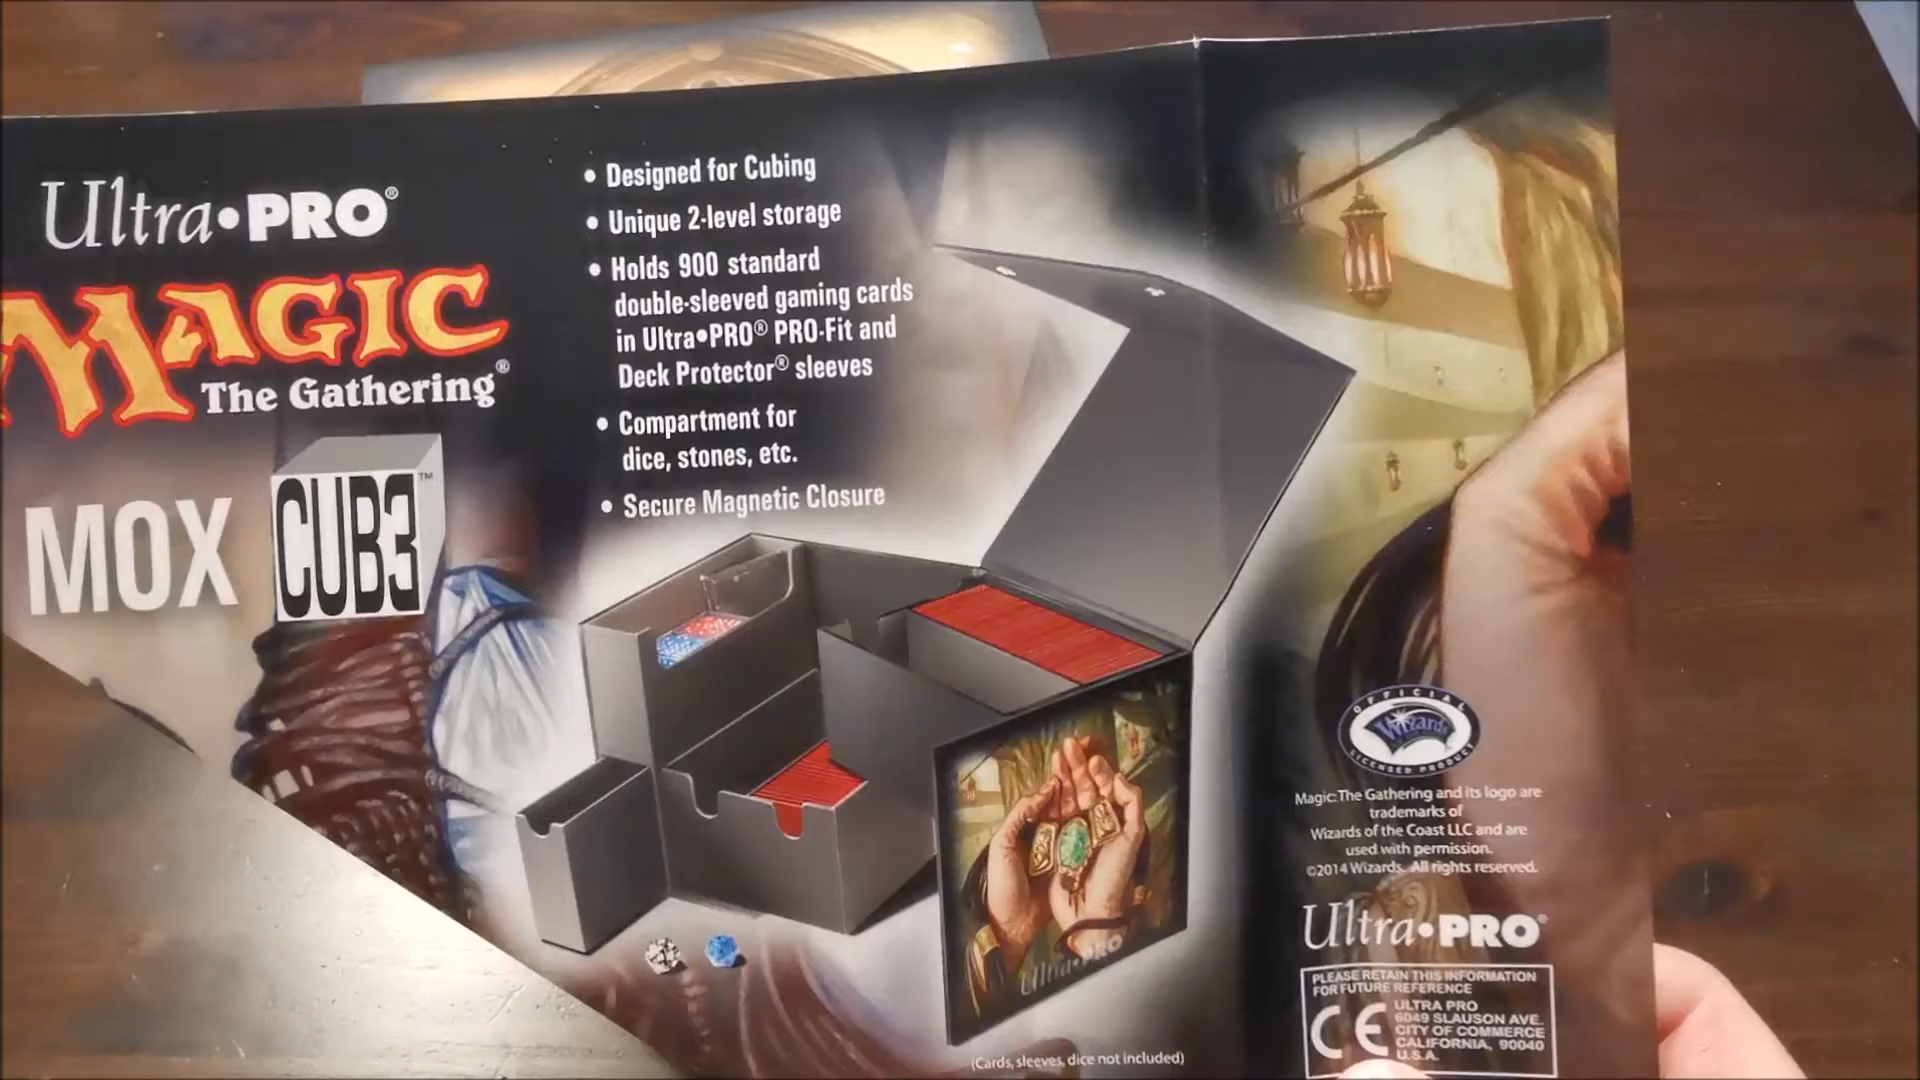 Ultra•PRO®
MAGIC
The Gathering®
MOX CUB3™
• Designed for Cubing
• Unique 2-level storage
• Holds 900 standard
double-sleeved gaming cards
in Ultra•PRO® PRO-Fit and
Deck Protector® sleeves
• Compartment for
dice, stones, etc.
• Secure Magnetic Closure
Ultra•PRO
(Cards, sleeves, dice not included)
OFFICIAL
Wizards
LICENSED PRODUCT
Magic: The Gathering and its logo are
trademarks of
Wizards of the Coast LLC and are
used with permission.
©2014 Wizards. All rights reserved.
Ultra•PRO®
PLEASE RETAIN THIS INFORMATION
FOR FUTURE REFERENCE
CE
ULTRA PRO
6049 SLAUSON AVE.
CITY OF COMMERCE
CALIFORNIA, 90040
U.S.A.